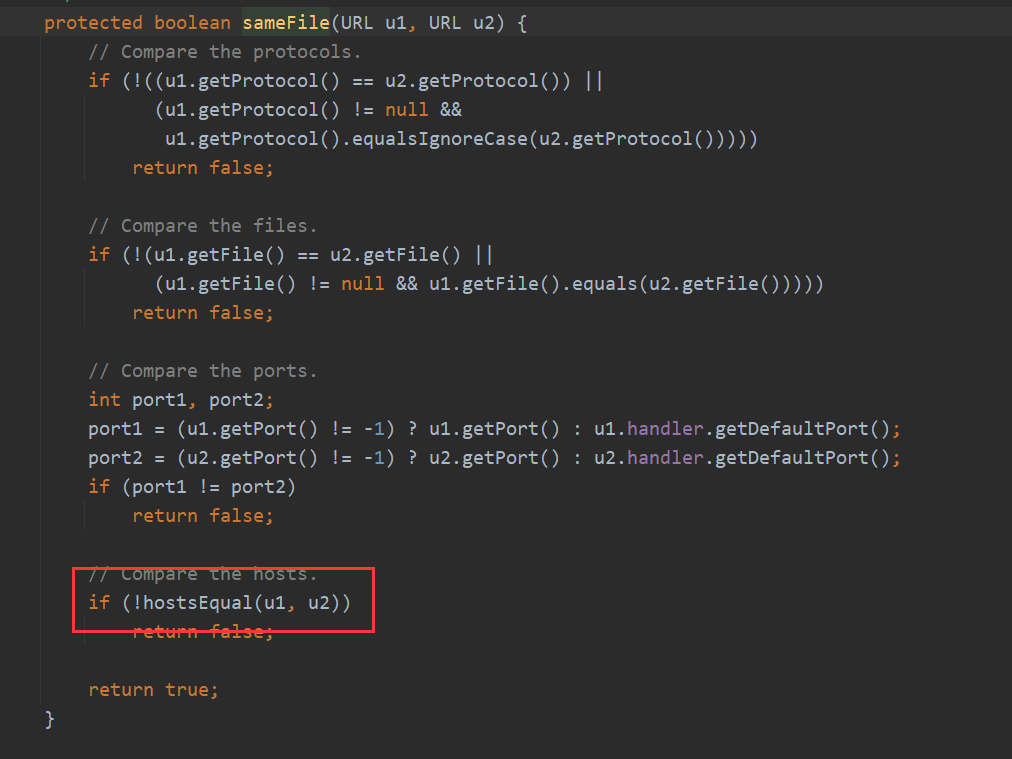 protected boolean sameFile(URL u1, URL u2) {
// Compare the protocols.
if (!((u1.getProtocol() == u2.getProtocol()) ||
(u1.getProtocol() != null &&
u1.getProtocol().equalsIgnoreCase(u2.getProtocol()))))
return false;
// Compare the files.
if (!(u1.getFile() == u2.getFile() ||
(u1.getFile() != null && u1.getFile().equals(u2.getFile()))))
return false;
// Compare the ports.
int port1, port2;
port1 = (u1.getPort() != -1) ? u1.getPort() : u1.handler.getDefaultPort();
port2 = (u2.getPort() != -1) ? u2.getPort() : u2.handler.getDefaultPort();
if (port1 != port2)
return false;
// Compare the hosts.
if (!hostsEqual(u1, u2))
return false;
return true;
}